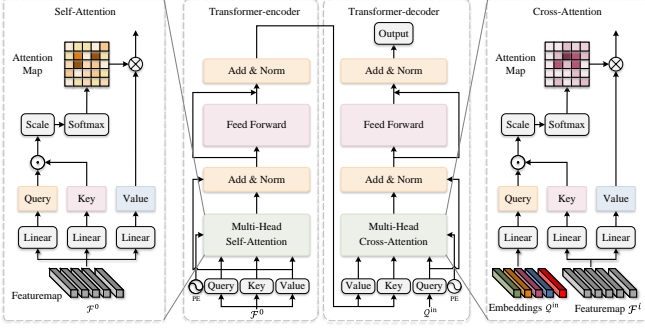 Self-Attention
Attention
Map
Scale
Softmax
Query
Key
Value
Linear
Linear
Linear
Featuremap
ℱ⁰
Transformer-encoder
Add & Norm
Feed Forward
Add & Norm
Multi-Head
Self-Attention
PE
Query
Key
Value
ℱ⁰
Transformer-decoder
Output
Add & Norm
Feed Forward
Add & Norm
Multi-Head
Cross-Attention
Value
Key
Query
PE
𝒬ⁱⁿ
Cross-Attention
Attention
Map
Scale
Softmax
Query
Key
Value
Linear
Linear
Linear
Embeddings 𝒬ⁱⁿ
Featuremap ℱⁱ